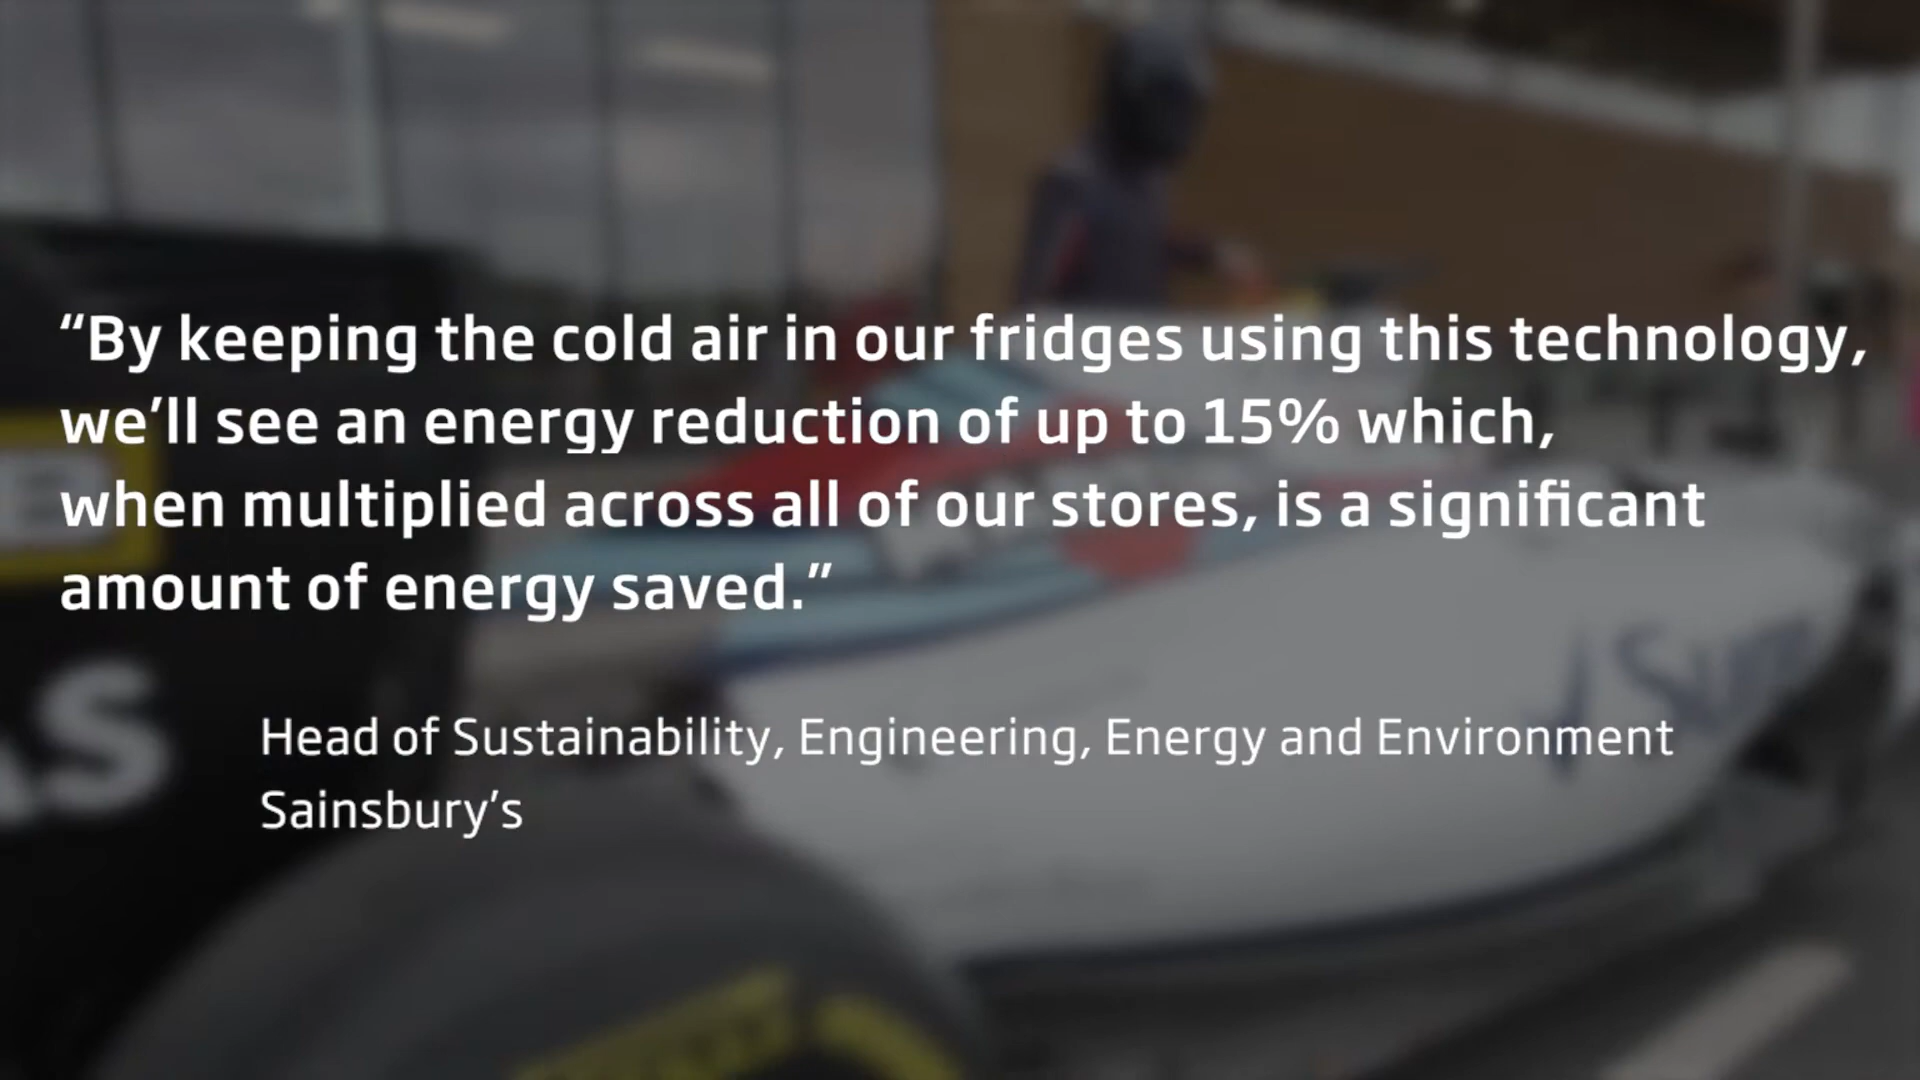 “By keeping the cold air in our fridges using this technology,
we’ll see an energy reduction of up to 15% which,
when multiplied across all of our stores, is a significant
amount of energy saved.”
Head of Sustainability, Engineering, Energy and Environment
Sainsbury’s